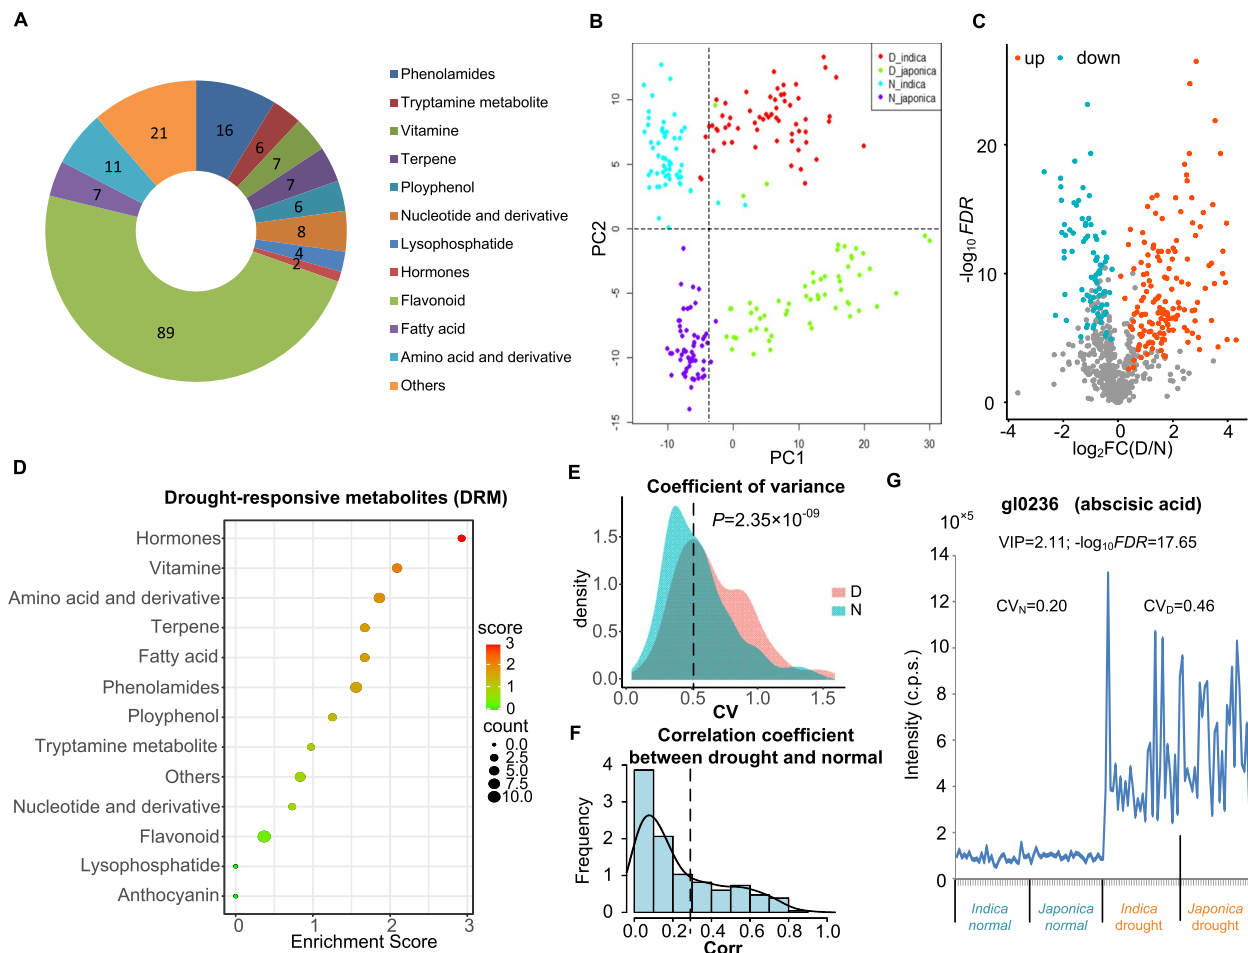 A
16
6
7
7
6
8
4
2
89
7
11
21
Phenolamides
Tryptamine metabolite
Vitamine
Terpene
Ployphenol
Nucleotide and derivative
Lysophosphatide
Hormones
Flavonoid
Fatty acid
Amino acid and derivative
Others
B
D_indica
D_japonica
N_indica
N_japonica
10
5
0
-5
-10
-15
PC2
-10
0
10
20
30
PC1
C
up
down
20
10
0
-log10 FDR
-4
-2
0
2
4
log2FC(D/N)
D
Drought-responsive metabolites (DRM)
Hormones
Vitamine
Amino acid and derivative
Terpene
Fatty acid
Phenolamides
Ployphenol
Tryptamine metabolite
Others
Nucleotide and derivative
Flavonoid
Lysophosphatide
Anthocyanin
0
1
2
3
Enrichment Score
score
3
2
1
0
count
0.0
2.5
5.0
7.5
10.0
E
Coefficient of variance
P=2.35×10-09
1.5
1.0
0.5
0.0
density
D
N
0.0
0.5
1.0
1.5
CV
F
Correlation coefficient
between drought and normal
4
3
2
1
0
Frequency
0.0
0.2
0.4
0.6
0.8
1.0
Corr
G
gl0236 (abscisic acid)
VIP=2.11; -log10FDR=17.65
10×5
14
12
10
8
6
4
2
0
Intensity (c.p.s.)
CVN=0.20
CVD=0.46
Indica
normal
Japonica
normal
Indica
drought
Japonica
drought